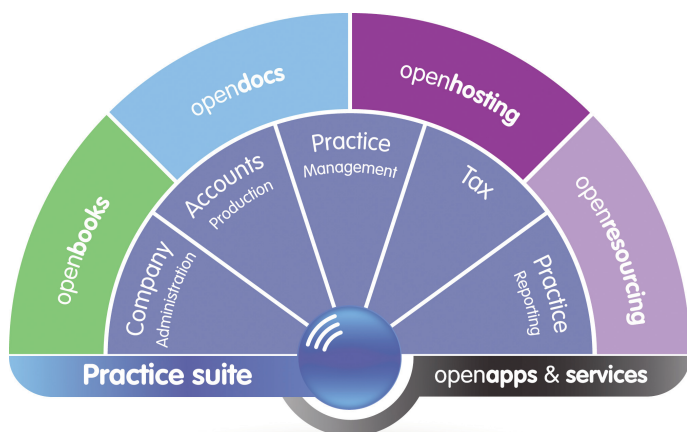 openbooks
opendocs
openhosting
openresourcing
Company
Administration
Accounts
Production
Practice
Management
Tax
Practice
Reporting
Practice suite
openapps & services